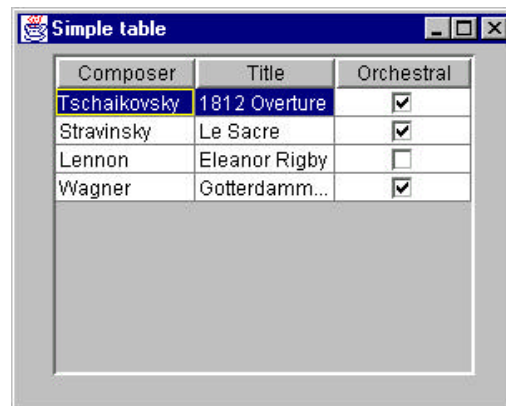 Simple table
Composer Title Orchestral
Tschaikovsky 1812 Overture
Stravinsky Le Sacre
Lennon Eleanor Rigby
Wagner Gotterdamm...